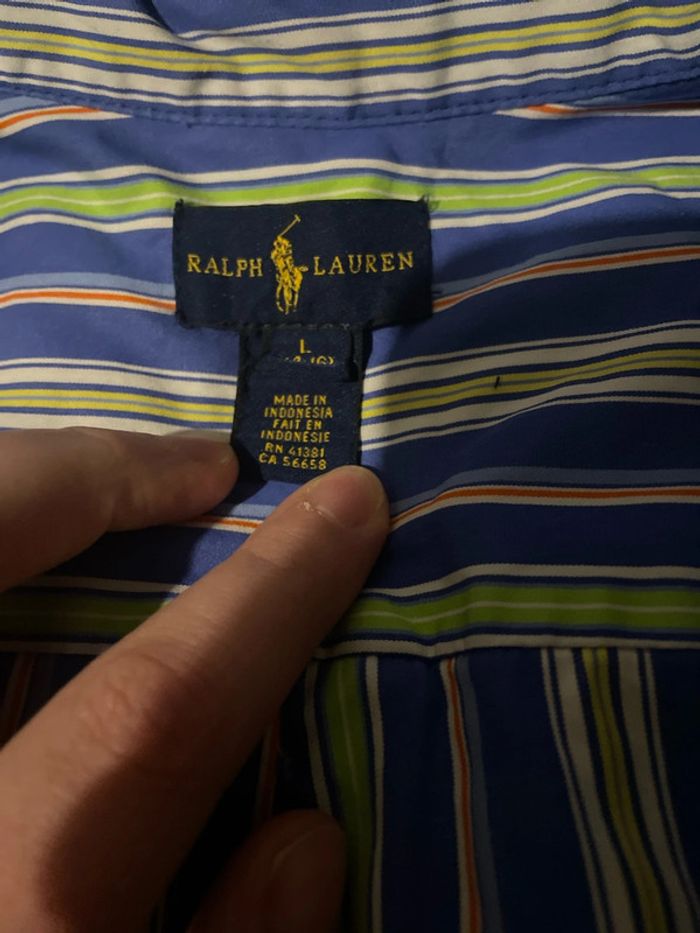 RALPH LAUREN
L
MADE IN
INDONESIA
FAIT EN
INDONESIE
RN 41381
CA 56658